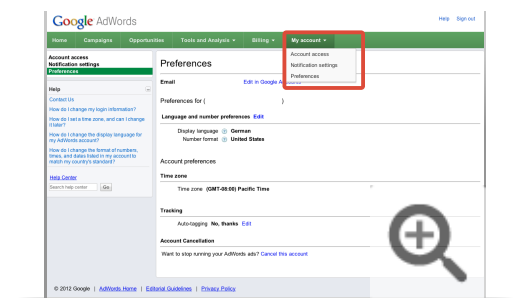 Google AdWords
Help Sign out
Home Campaigns Opportunities Tools and Analysis Billing My account
Account access
Notification settings
Preferences
Account access
Notification settings
Preferences
Help
Contact Us
How do I change my login information?
How do I set a time zone, and can I change it later?
How do I change the display language for my AdWords account?
How do I change the format of numbers, times, and dates listed in my account to match my country's standard?
Help Center
Search help center Go
Preferences
Email Edit in Google
Preferences for ( )
Language and number preferences Edit
Display language German
Number format United States
Account preferences
Time zone
Time zone (GMT-08:00) Pacific Time
Tracking
Auto-tagging No, thanks Edit
Account Cancellation
Want to stop running your AdWords ads? Cancel this account
© 2012 Google | AdWords Home | Editorial Guidelines | Privacy Policy